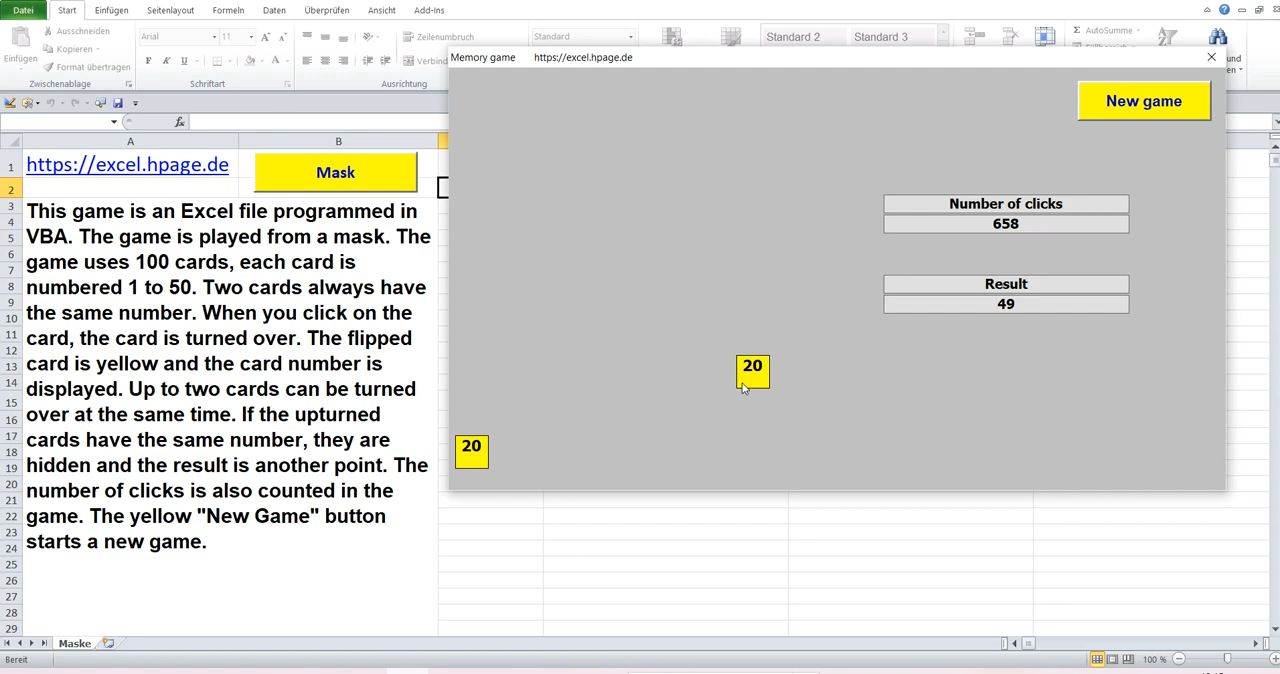 Datei Start Einfügen Seitenlayout Formeln Daten Überprüfen Ansicht Add-Ins
Ausschneiden
Kopieren
Format übertragen
Einfügen
Zwischenablage
Arial 11
F K U
Schriftart
Zeilenumbruch
Verbind
Ausrichtung
Standard
Standard 2 Standard 3
AutoSumme
und
fx
Memory game https://excel.hpage.de
New game
Number of clicks
658
Result
49
20
20
A B
1
2
3
4
5
6
7
8
9
10
11
12
13
14
15
16
17
18
19
20
21
22
23
24
25
26
27
28
29
https://excel.hpage.de
Mask
This game is an Excel file programmed in
VBA. The game is played from a mask. The
game uses 100 cards, each card is
numbered 1 to 50. Two cards always have
the same number. When you click on the
card, the card is turned over. The flipped
card is yellow and the card number is
displayed. Up to two cards can be turned
over at the same time. If the upturned
cards have the same number, they are
hidden and the result is another point. The
number of clicks is also counted in the
game. The yellow "New Game" button
starts a new game.
Maske
Bereit
100 %